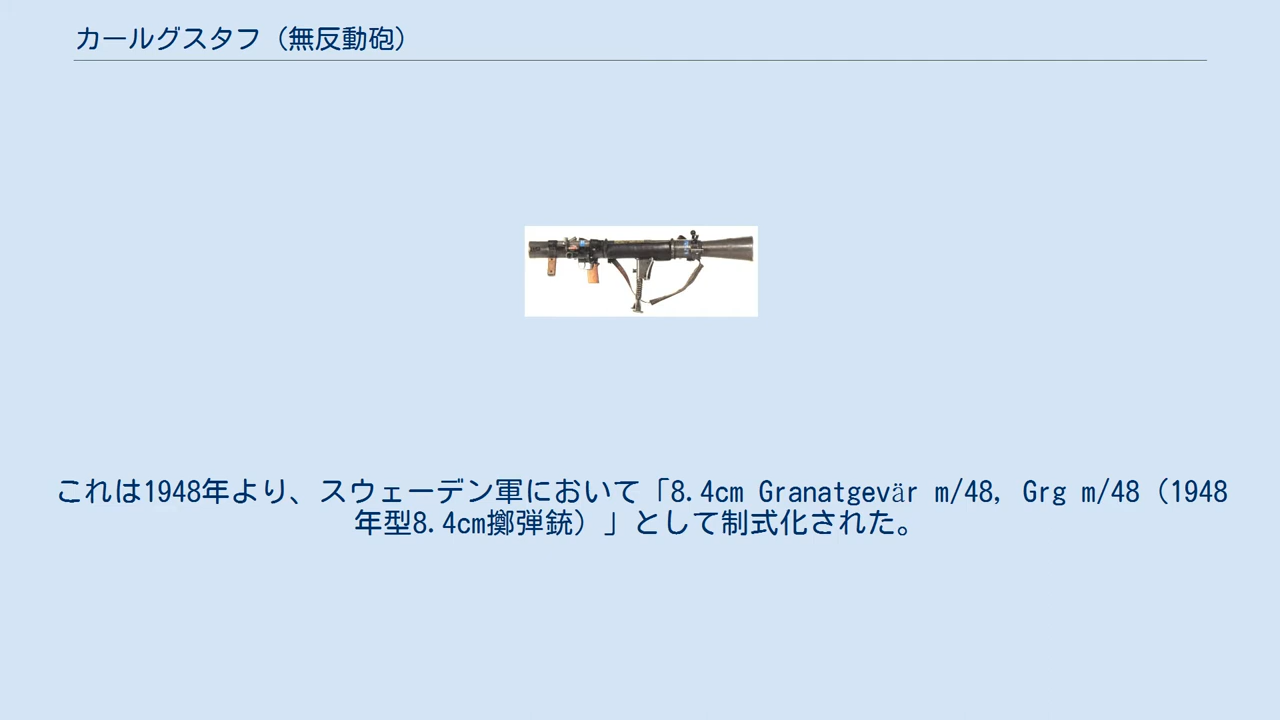 カールグスタフ（無反動砲）
これは1948年より、スウェーデン軍において「8.4cm Granatgevär m/48, Grg m/48（1948
年型8.4cm擲弾銃）」として制式化された。